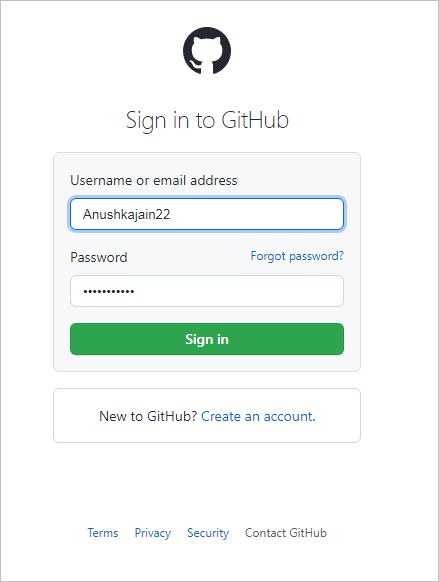 Sign in to GitHub
Username or email address
Anushkajain22
Password Forgot password?
•••••••••••
Sign in
New to GitHub? Create an account.
Terms Privacy Security Contact GitHub